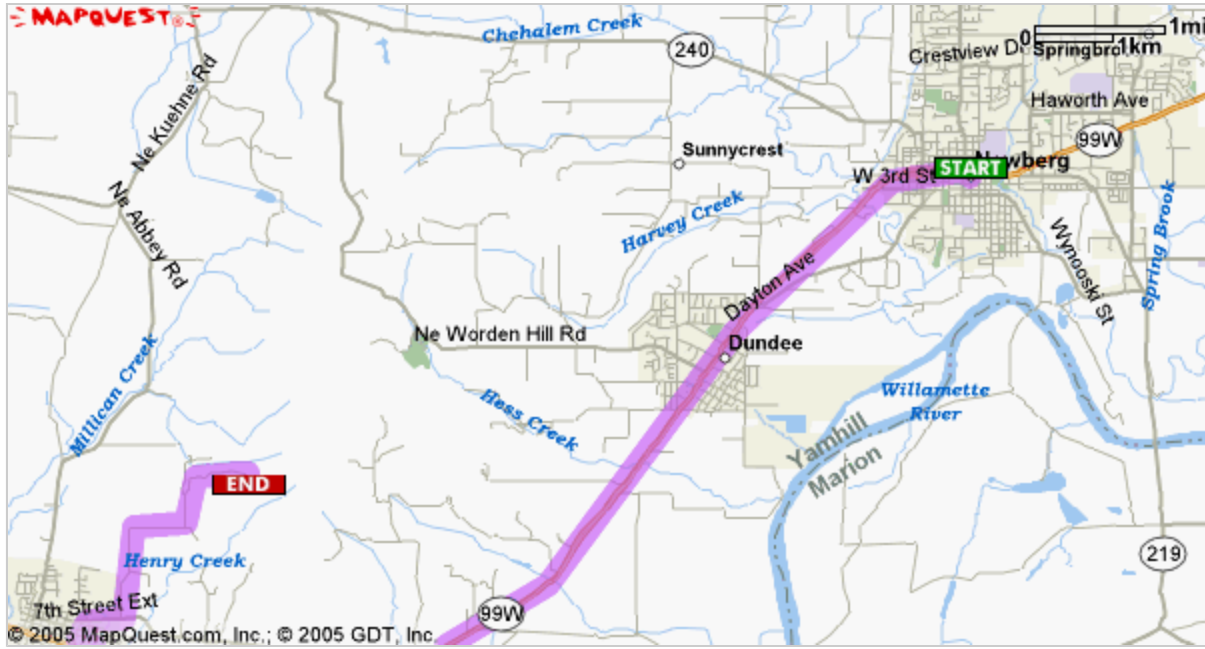 MAPQUEST
Chehalem Creek
240
0
1mi
1km
Crestview D
Springbro
Haworth Ave
99W
Ne Kuehne Rd
Sunnycrest
START
Newberg
W 3rd St
Ne Abbey Rd
Harvey Creek
Spring Brook
Wynooski St
Dayton Ave
Ne Worden Hill Rd
Dundee
Millican Creek
Hess Creek
Willamette
River
Yamhill
Marion
END
Henry Creek
219
7th Street Ext
99W
© 2005 MapQuest.com, Inc.; © 2005 GDT, Inc.